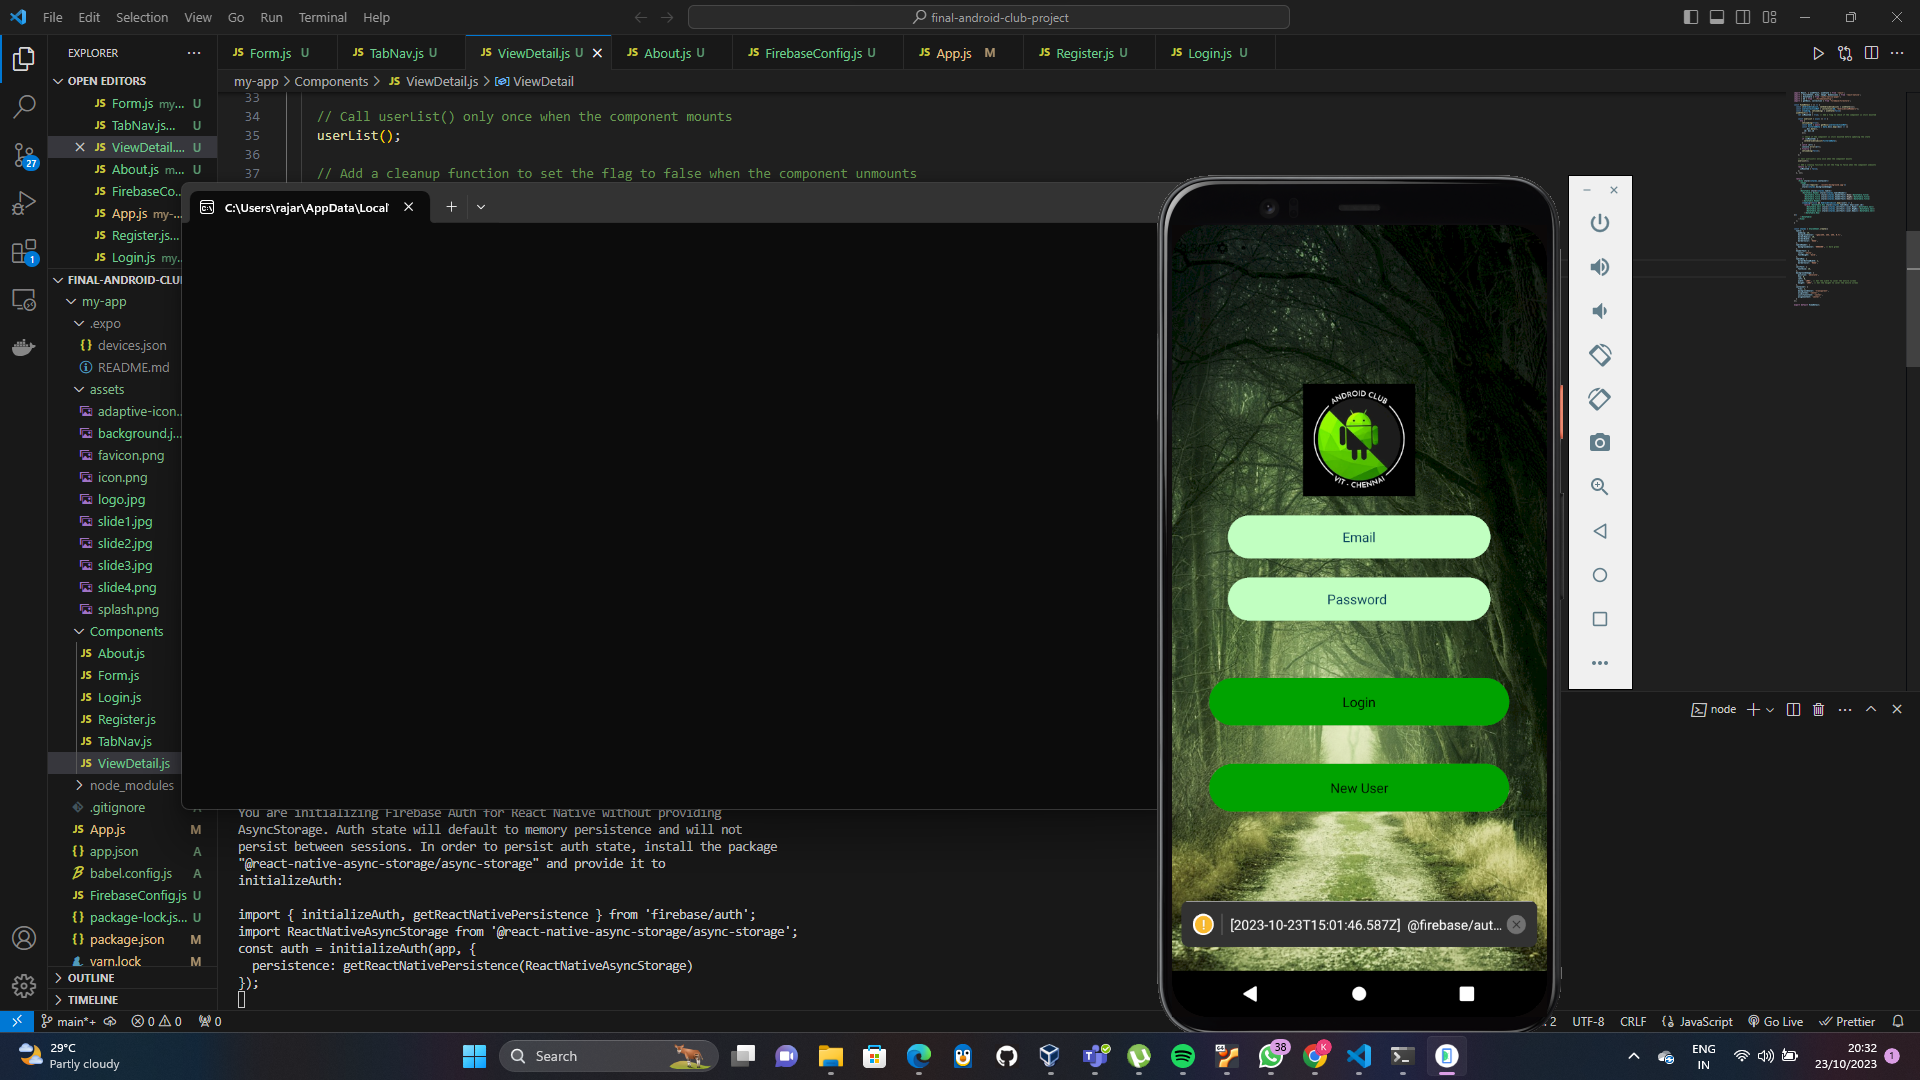 File Edit Selection View Go Run Terminal Help
final-android-club-project
EXPLORER
OPEN EDITORS
JS Form.js my... U
JS TabNav.js... U
JS ViewDetail.... U
JS About.js m... U
JS FirebaseCo...
JS App.js my-...
JS Register.js...
JS Login.js my...
27
1
FINAL-ANDROID-CLU
my-app
.expo
{} devices.json
README.md
assets
adaptive-icon..
background.j...
favicon.png
icon.png
logo.jpg
slide1.jpg
slide2.jpg
slide3.jpg
slide4.png
splash.png
Components
JS About.js
JS Form.js
JS Login.js
JS Register.js
JS TabNav.js
JS ViewDetail.js
node_modules
.gitignore
JS App.js M
{} app.json A
babel.config.js A
JS FirebaseConfig.js U
{} package-lock.js... U
{} package.json M
yarn.lock M
OUTLINE
TIMELINE
JS Form.js U
JS TabNav.js U
JS ViewDetail.js U
JS About.js U
JS FirebaseConfig.js U
JS App.js M
JS Register.js U
JS Login.js U
my-app > Components > JS ViewDetail.js > ViewDetail
33
34 // Call userList() only once when the component mounts
35 userList();
36
37 // Add a cleanup function to set the flag to false when the component unmounts
C:\Users\rajar\AppData\Local\
ANDROID CLUB
VIT - CHENNAI
Email
Password
Login
New User
[2023-10-23T15:01:46.587Z] @firebase/aut...
node
You are initializing Firebase Auth for React Native without providing
AsyncStorage. Auth state will default to memory persistence and will not
persist between sessions. In order to persist auth state, install the package
"@react-native-async-storage/async-storage" and provide it to
initializeAuth:
import { initializeAuth, getReactNativePersistence } from 'firebase/auth';
import ReactNativeAsyncStorage from '@react-native-async-storage/async-storage';
const auth = initializeAuth(app, {
persistence: getReactNativePersistence(ReactNativeAsyncStorage)
});
main*+ 0 0 0
2 UTF-8 CRLF {} JavaScript Go Live Prettier
29°C
Partly cloudy
Search
38
K
ENG
IN
20:32
23/10/2023
1